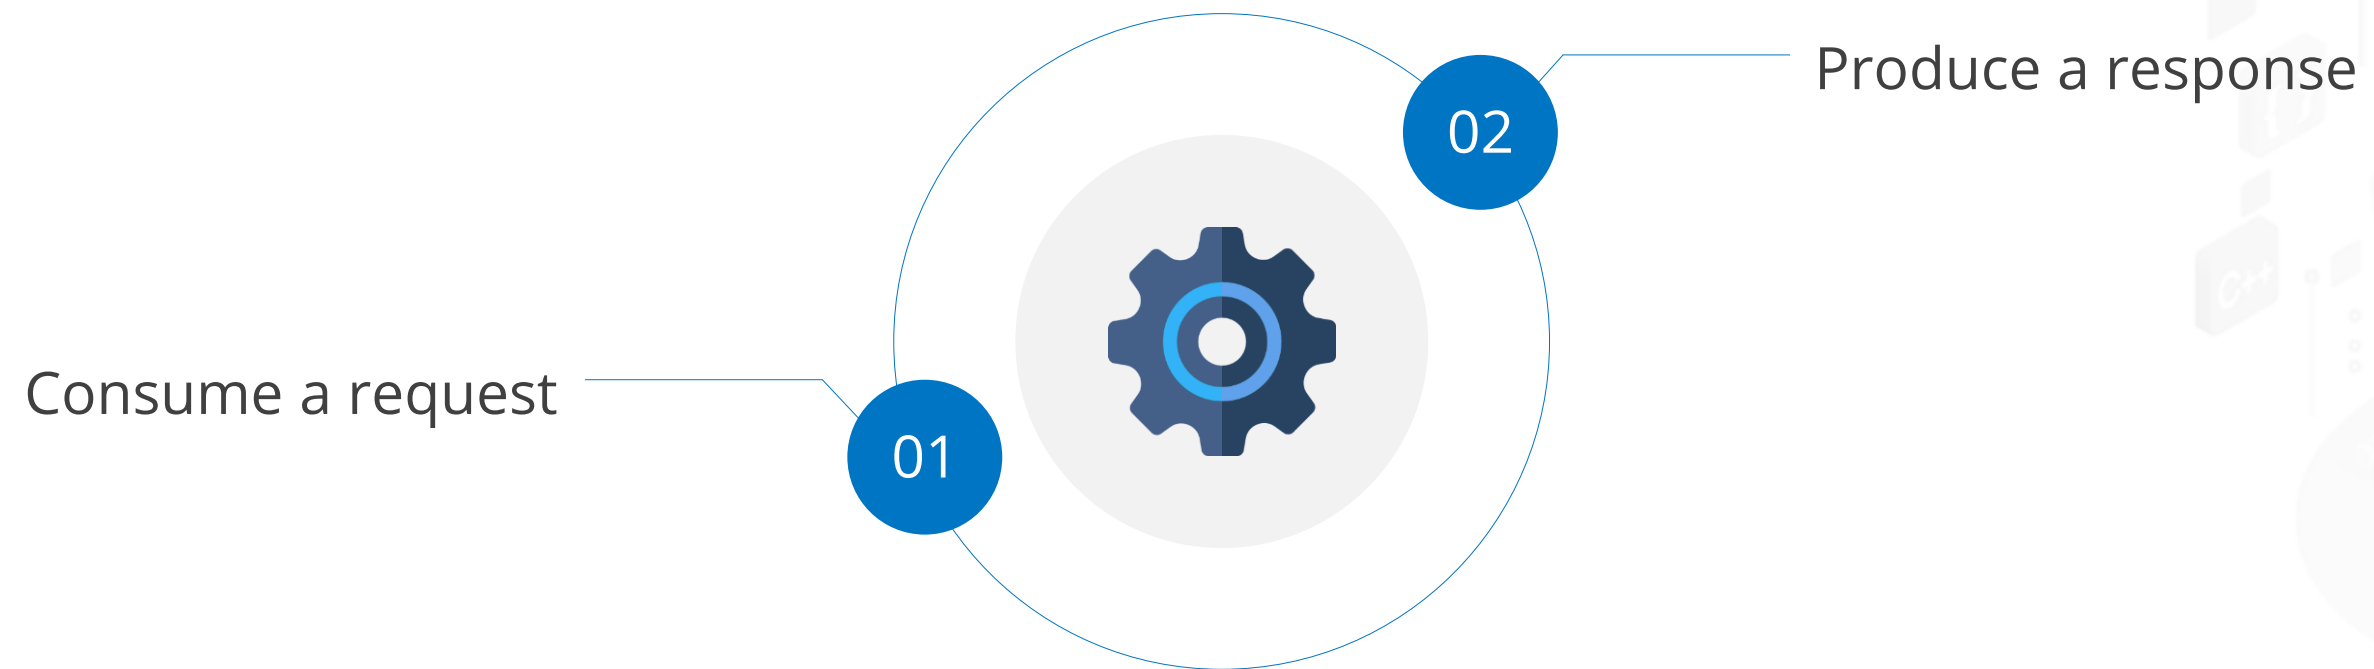 Produce a response
02
Consume a request
01
C++
{ }